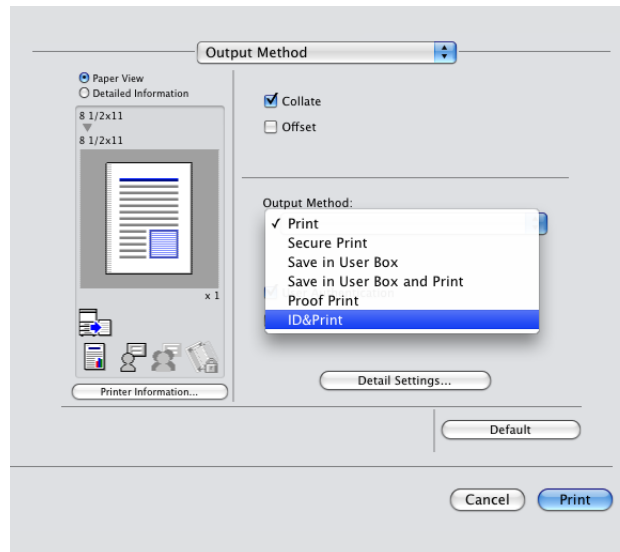 Output Method
Paper View
Detailed Information
8 1/2x11
8 1/2x11
x 1
Printer Information...
Collate
Offset
Output Method:
✓ Print
Secure Print
Save in User Box
Save in User Box and Print
Proof Print
ID&Print
Detail Settings...
Default
Cancel
Print